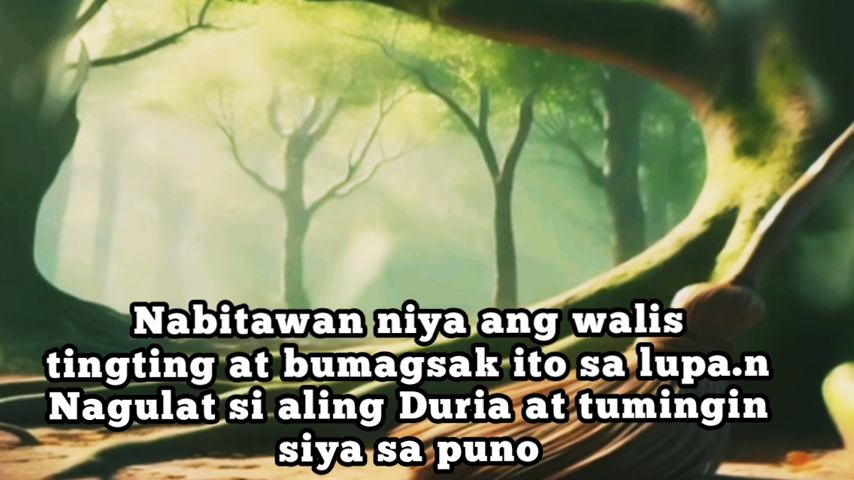 Nabitawan niya ang walis
tingting at bumagsak ito sa lupa.n
Nagulat si aling Duria at tumingin
siya sa puno